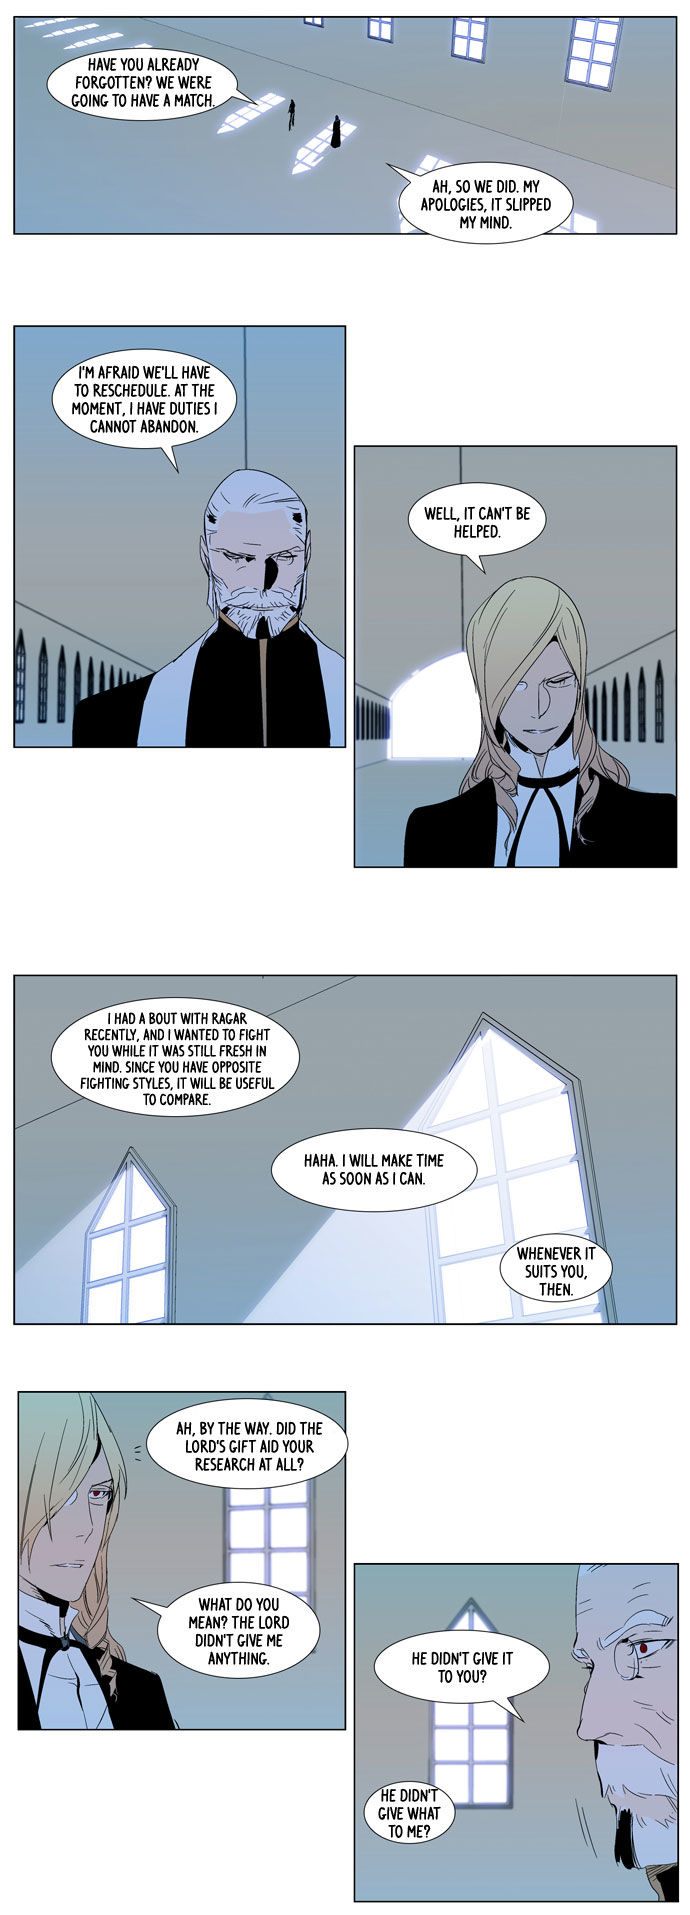 HAVE YOU ALREADY
FORGOTTEN? WE WERE
GOING TO HAVE A MATCH.
AH, SO WE DID. MY
APOLOGIES, IT SLIPPED
MY MIND.
I'M AFRAID WE'LL HAVE
TO RESCHEDULE. AT THE
MOMENT, I HAVE DUTIES I
CANNOT ABANDON.
WELL, IT CAN'T BE
HELPED.
I HAD A BOUT WITH RAGAR
RECENTLY, AND I WANTED TO FIGHT
YOU WHILE IT WAS STILL FRESH IN
MIND. SINCE YOU HAVE OPPOSITE
FIGHTING STYLES, IT WILL BE USEFUL
TO COMPARE.
HAHA. I WILL MAKE TIME
AS SOON AS I CAN.
WHENEVER IT
SUITS YOU,
THEN.
AH, BY THE WAY. DID THE
LORD'S GIFT AID YOUR
RESEARCH AT ALL?
WHAT DO YOU
MEAN? THE LORD
DIDN'T GIVE ME
ANYTHING.
HE DIDN'T GIVE IT
TO YOU?
HE DIDN'T
GIVE WHAT
TO ME?